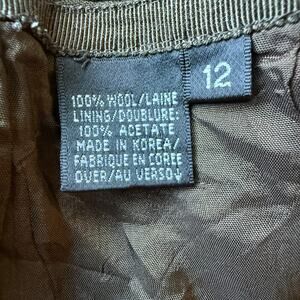 12
100% WOOL/LAINE
LINING/DOUBLURE:
100% ACETATE
MADE IN KOREA/
FABRIQUE EN COREE
OVER/AU VERSO↓